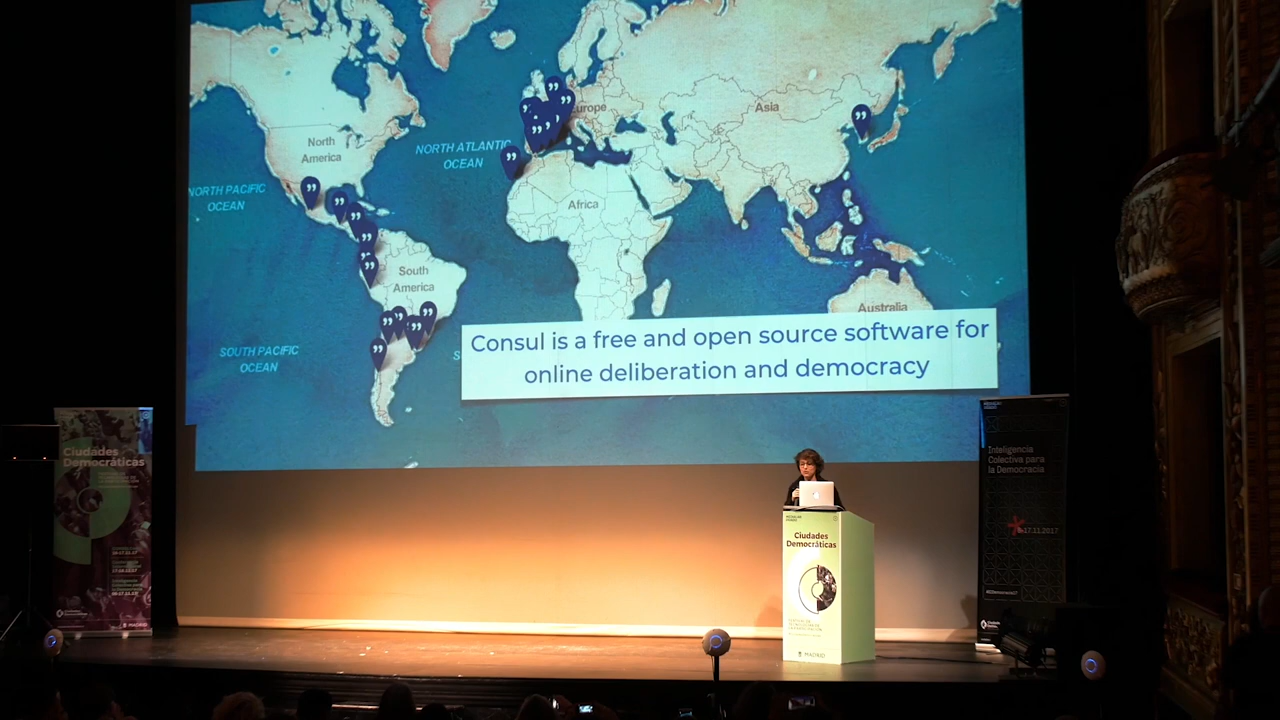 North
America
NORTH ATLANTIC
OCEAN
Europe
Asia
NORTH PACIFIC
OCEAN
Africa
South
America
Australia
SOUTH PACIFIC
OCEAN
S
Consul is a free and open source software for
online deliberation and democracy
Ciudades
Democráticas
Ciudades
Democráticas
MADRID
Inteligencia
Colectiva para
la Democracia
17.11.2017
MADRID